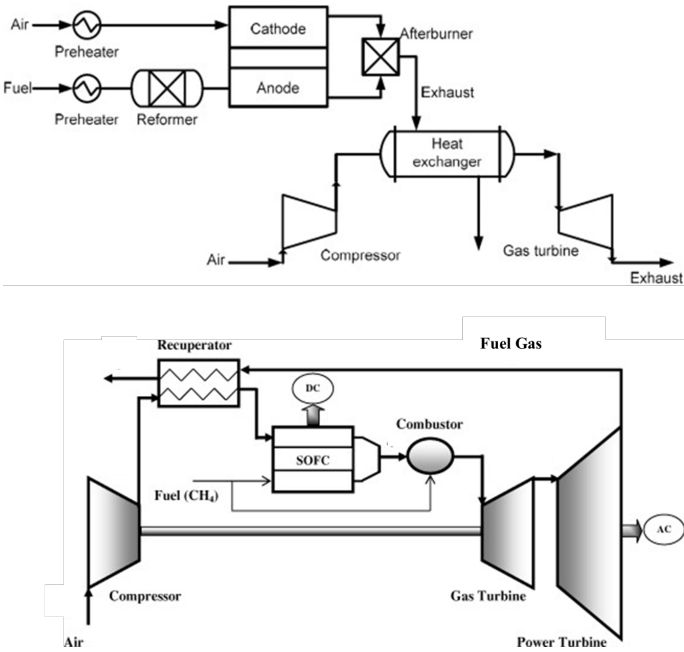 Air
Preheater
Cathode
Afterburner
Fuel
Preheater
Reformer
Anode
Exhaust
Heat
exchanger
Air
Compressor
Gas turbine
Exhaust
Recuperator
Fuel Gas
DC
Combustor
SOFC
Fuel (CH₄)
AC
Compressor
Gas Turbine
Air
Power Turbine